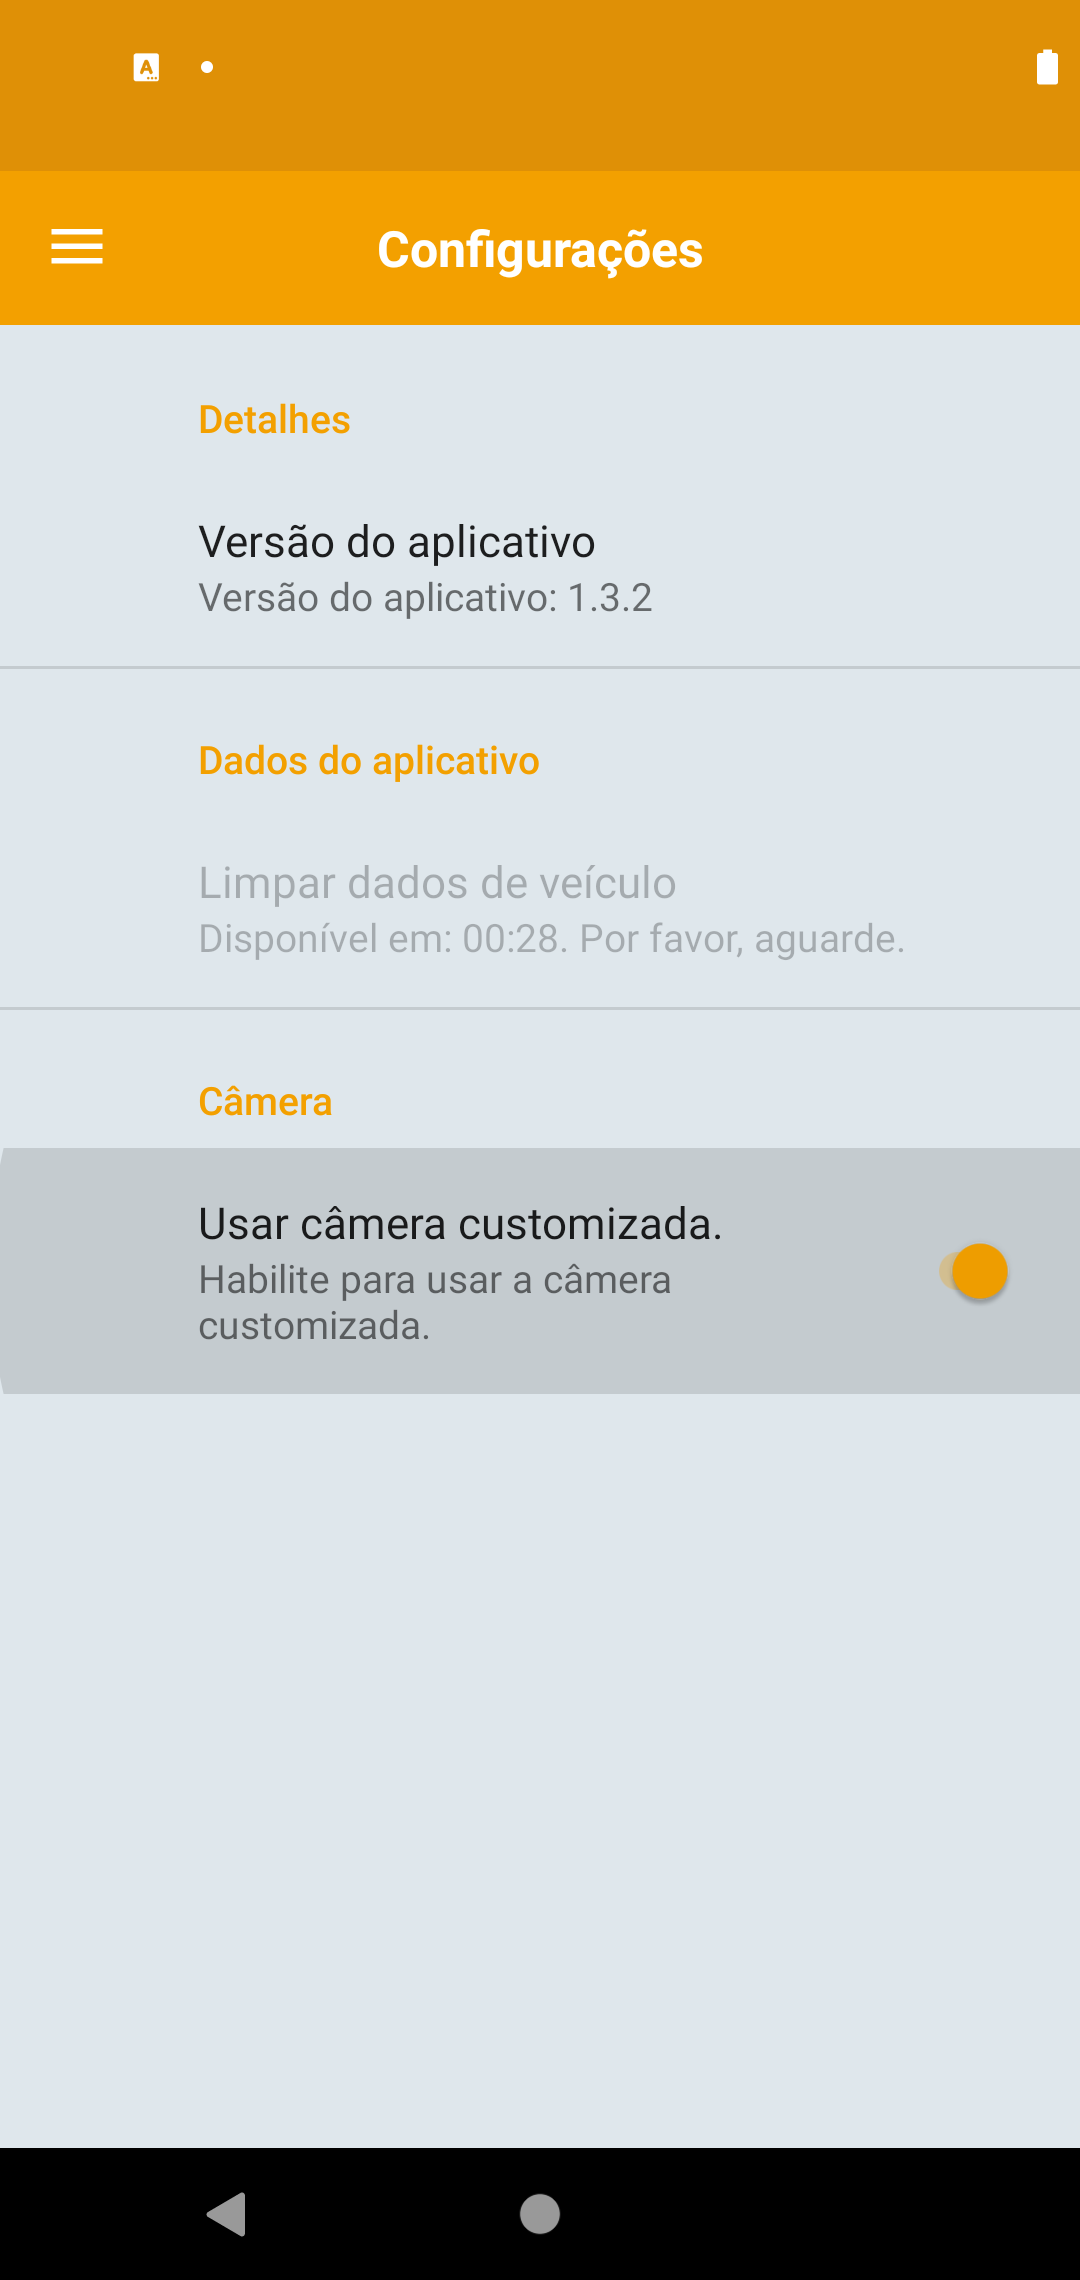 Configurações
Detalhes
Versão do aplicativo
Versão do aplicativo: 1.3.2
Dados do aplicativo
Limpar dados de veículo
Disponível em: 00:28. Por favor, aguarde.
Câmera
Usar câmera customizada.
Habilite para usar a câmera
customizada.